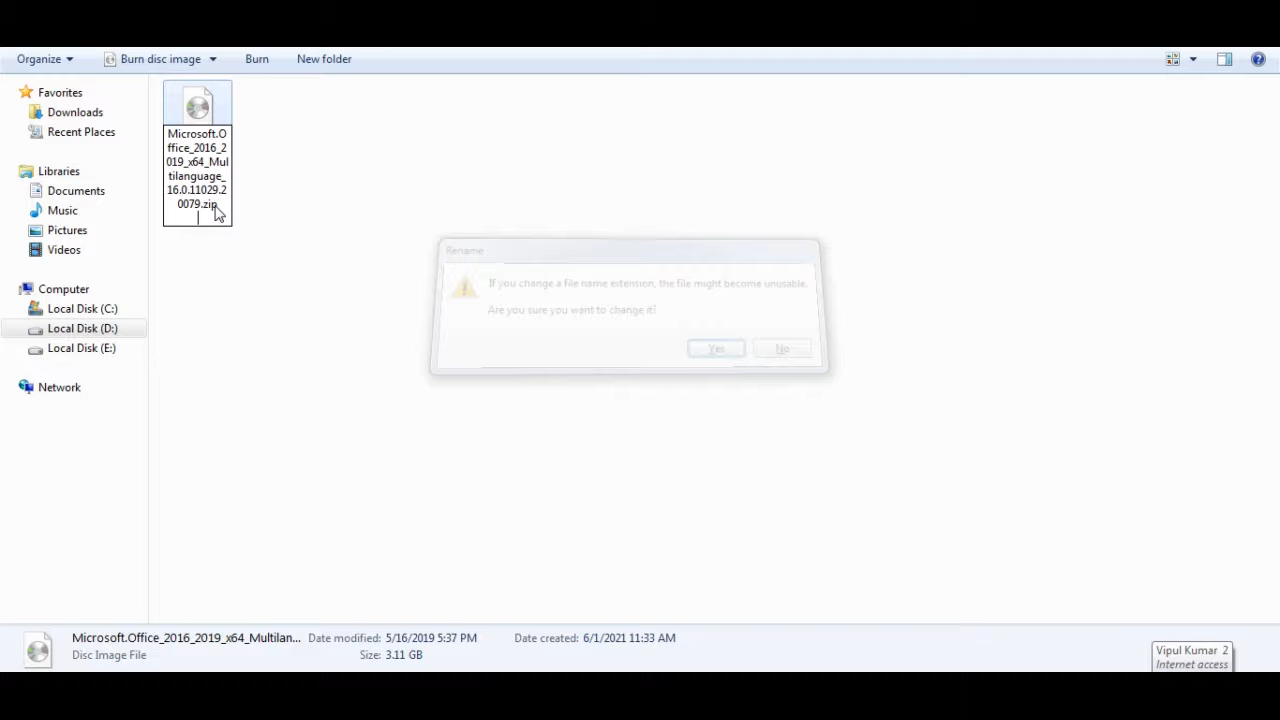 Organize
Burn disc image
Burn
New folder
Favorites
Downloads
Recent Places
Libraries
Documents
Music
Pictures
Videos
Computer
Local Disk (C:)
Local Disk (D:)
Local Disk (E:)
Network
Microsoft.O
ffice_2016_2
019_x64_Mul
tilanguage_
16.0.11029.2
0079.zip
Rename
If you change a file name extension, the file might become unusable.
Are you sure you want to change it?
Yes
No
Microsoft.Office_2016_2019_x64_Multilan... Date modified: 5/16/2019 5:37 PM Date created: 6/1/2021 11:33 AM
Disc Image File Size: 3.11 GB
Vipul Kumar 2
Internet access